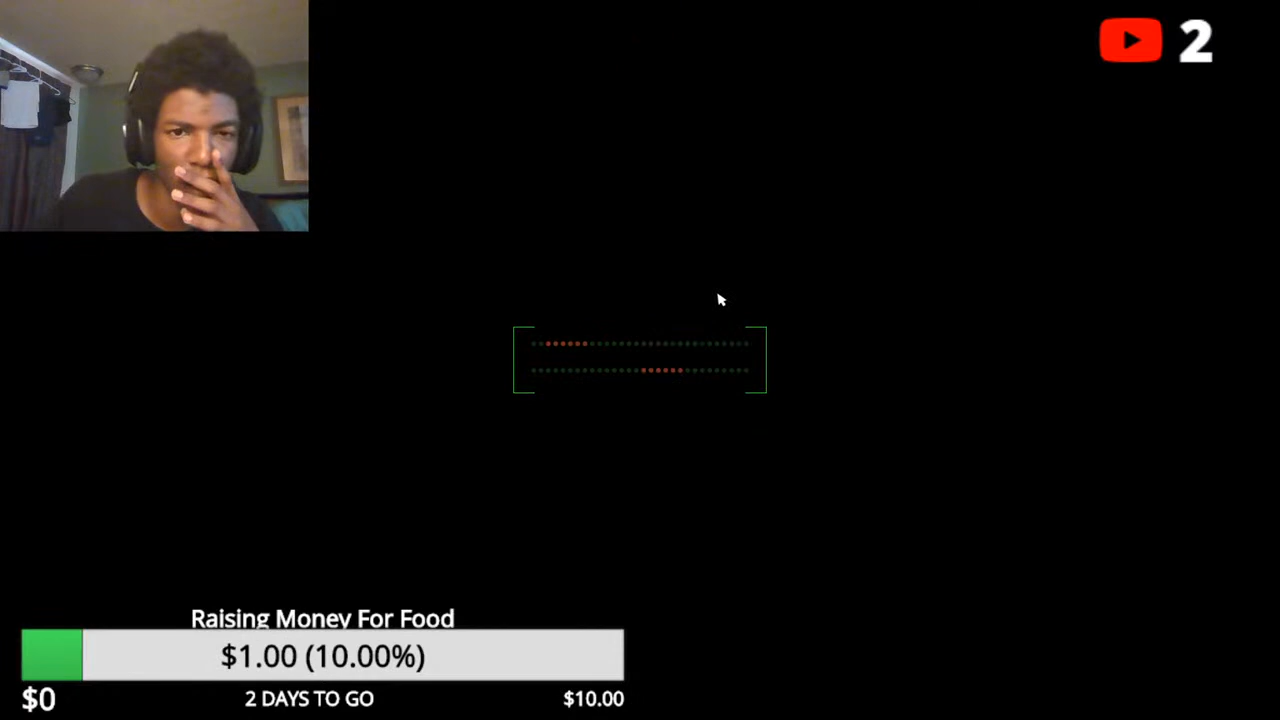 2
Raising Money For Food
$1.00 (10.00%)
$0
2 DAYS TO GO
$10.00